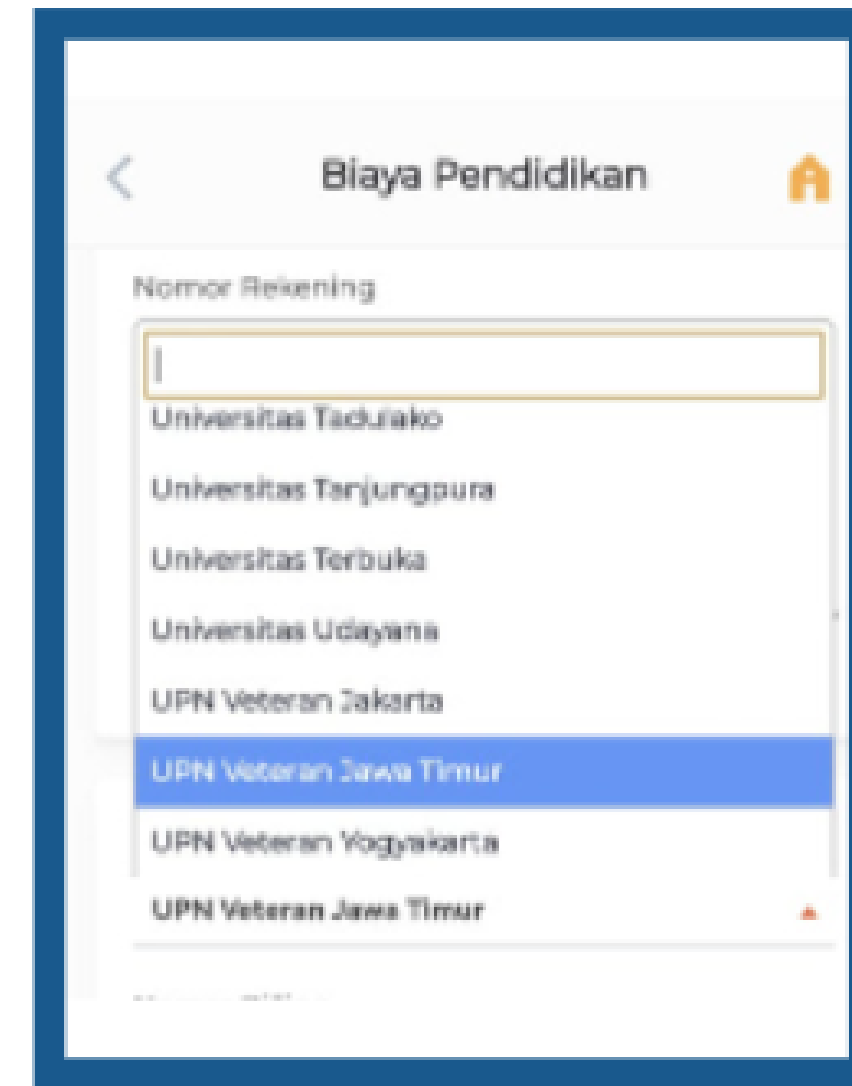 Biaya Pendidikan
Nomor Rekening
Universitas Tadulako
Universitas Tanjungpura
Universitas Terbuka
Universitas Udayana
UPN Veteran Jakarta
UPN Veteran Jawa Timur
UPN Veteran Yogyakarta
UPN Veteran Jawa Timur